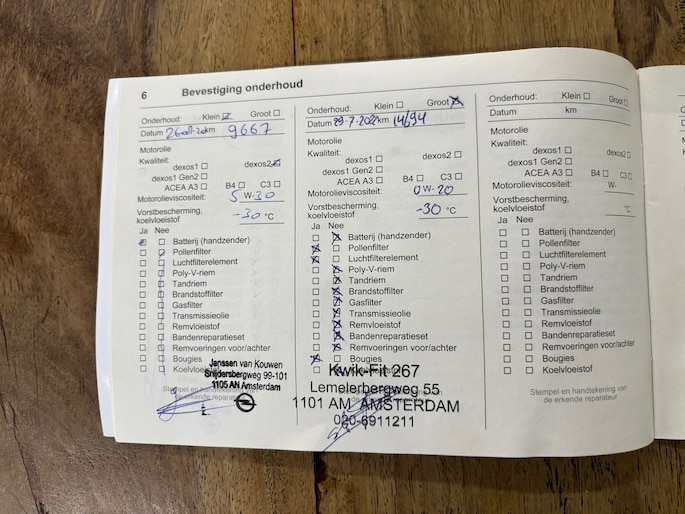 6 Bevestiging onderhoud
Onderhoud: Klein ☒ Groot ☐
Datum km 9667
Motorolie
Kwaliteit:
dexos1 ☐ dexos2 ☒
dexos1 Gen2 ☐
ACEA A3 ☐ B4 ☐ C3 ☐
Motorolieviscositeit: 5 W-30
Vorstbescherming,
koelvloeistof -30 °C
Ja Nee
Batterij (handzender)
Pollenfilter
Luchtfilterelement
Poly-V-riem
Tandriem
Brandstoffilter
Gasfilter
Transmissieolie
Remvloeistof
Bandenreparatieset
Remvoeringen voor/achter
Bougies
Koelvloeistof
Janssen van Kouwen
Snijdersbergweg 99-101
1105 AN Amsterdam
Stempel en handtekening van
de erkende reparateur
Onderhoud: Klein ☐ Groot ☒
Datum 29-7-202 km 14694
Motorolie
Kwaliteit:
dexos1 ☐ dexos2 ☐
dexos1 Gen2 ☐
ACEA A3 ☐ B4 ☐ C3 ☐
Motorolieviscositeit: 0 W-20
Vorstbescherming,
koelvloeistof -30 °C
Ja Nee
Batterij (handzender)
Pollenfilter
Luchtfilterelement
Poly-V-riem
Tandriem
Brandstoffilter
Gasfilter
Transmissieolie
Remvloeistof
Bandenreparatieset
Remvoeringen voor/achter
Bougies
Kwik-Fit 267
Lemelerbergweg 55
1101 AM AMSTERDAM
020-6911211
Onderhoud: Klein ☐ Groot ☐
Datum km
Motorolie
Kwaliteit:
dexos1 ☐ dexos2 ☐
dexos1 Gen2 ☐
ACEA A3 ☐ B4 ☐ C3 ☐
Motorolieviscositeit: W-
Vorstbescherming,
koelvloeistof °C
Ja Nee
Batterij (handzender)
Pollenfilter
Luchtfilterelement
Poly-V-riem
Tandriem
Brandstoffilter
Gasfilter
Transmissieolie
Remvloeistof
Bandenreparatieset
Remvoeringen voor/achter
Bougies
Koelvloeistof
Stempel en handtekening van
de erkende reparateur